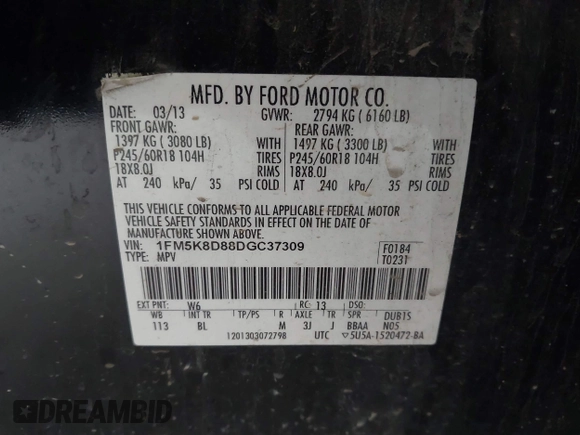 MFD. BY FORD MOTOR CO.
DATE: 03/13 GVWR: 2794 KG ( 6160 LB)
FRONT GAWR: REAR GAWR:
1397 KG ( 3080 LB) WITH 1497 KG ( 3300 LB) WITH
P245/60R18 104H TIRES P245/60R18 104H TIRES
18X8.0J RIMS 18X8.0J RIMS
AT 240 kPa/ 35 PSI COLD AT 240 kPa/ 35 PSI COLD
THIS VEHICLE CONFORMS TO ALL APPLICABLE FEDERAL MOTOR
VEHICLE SAFETY STANDARDS IN EFFECT ON THE DATE OF
MANUFACTURE SHOWN ABOVE.
VIN: 1FM5K8D88DGC37309 F0184
TYPE: MPV T0231
EXT PNT: W6 RC: 13 DSO:
WB INT TR TP/PS R AXLE TR SPR DUB15
113 BL M 3J J BBAA N05
1201303072798 UTC ▽5U5A-1520472-BA
DREAMBID